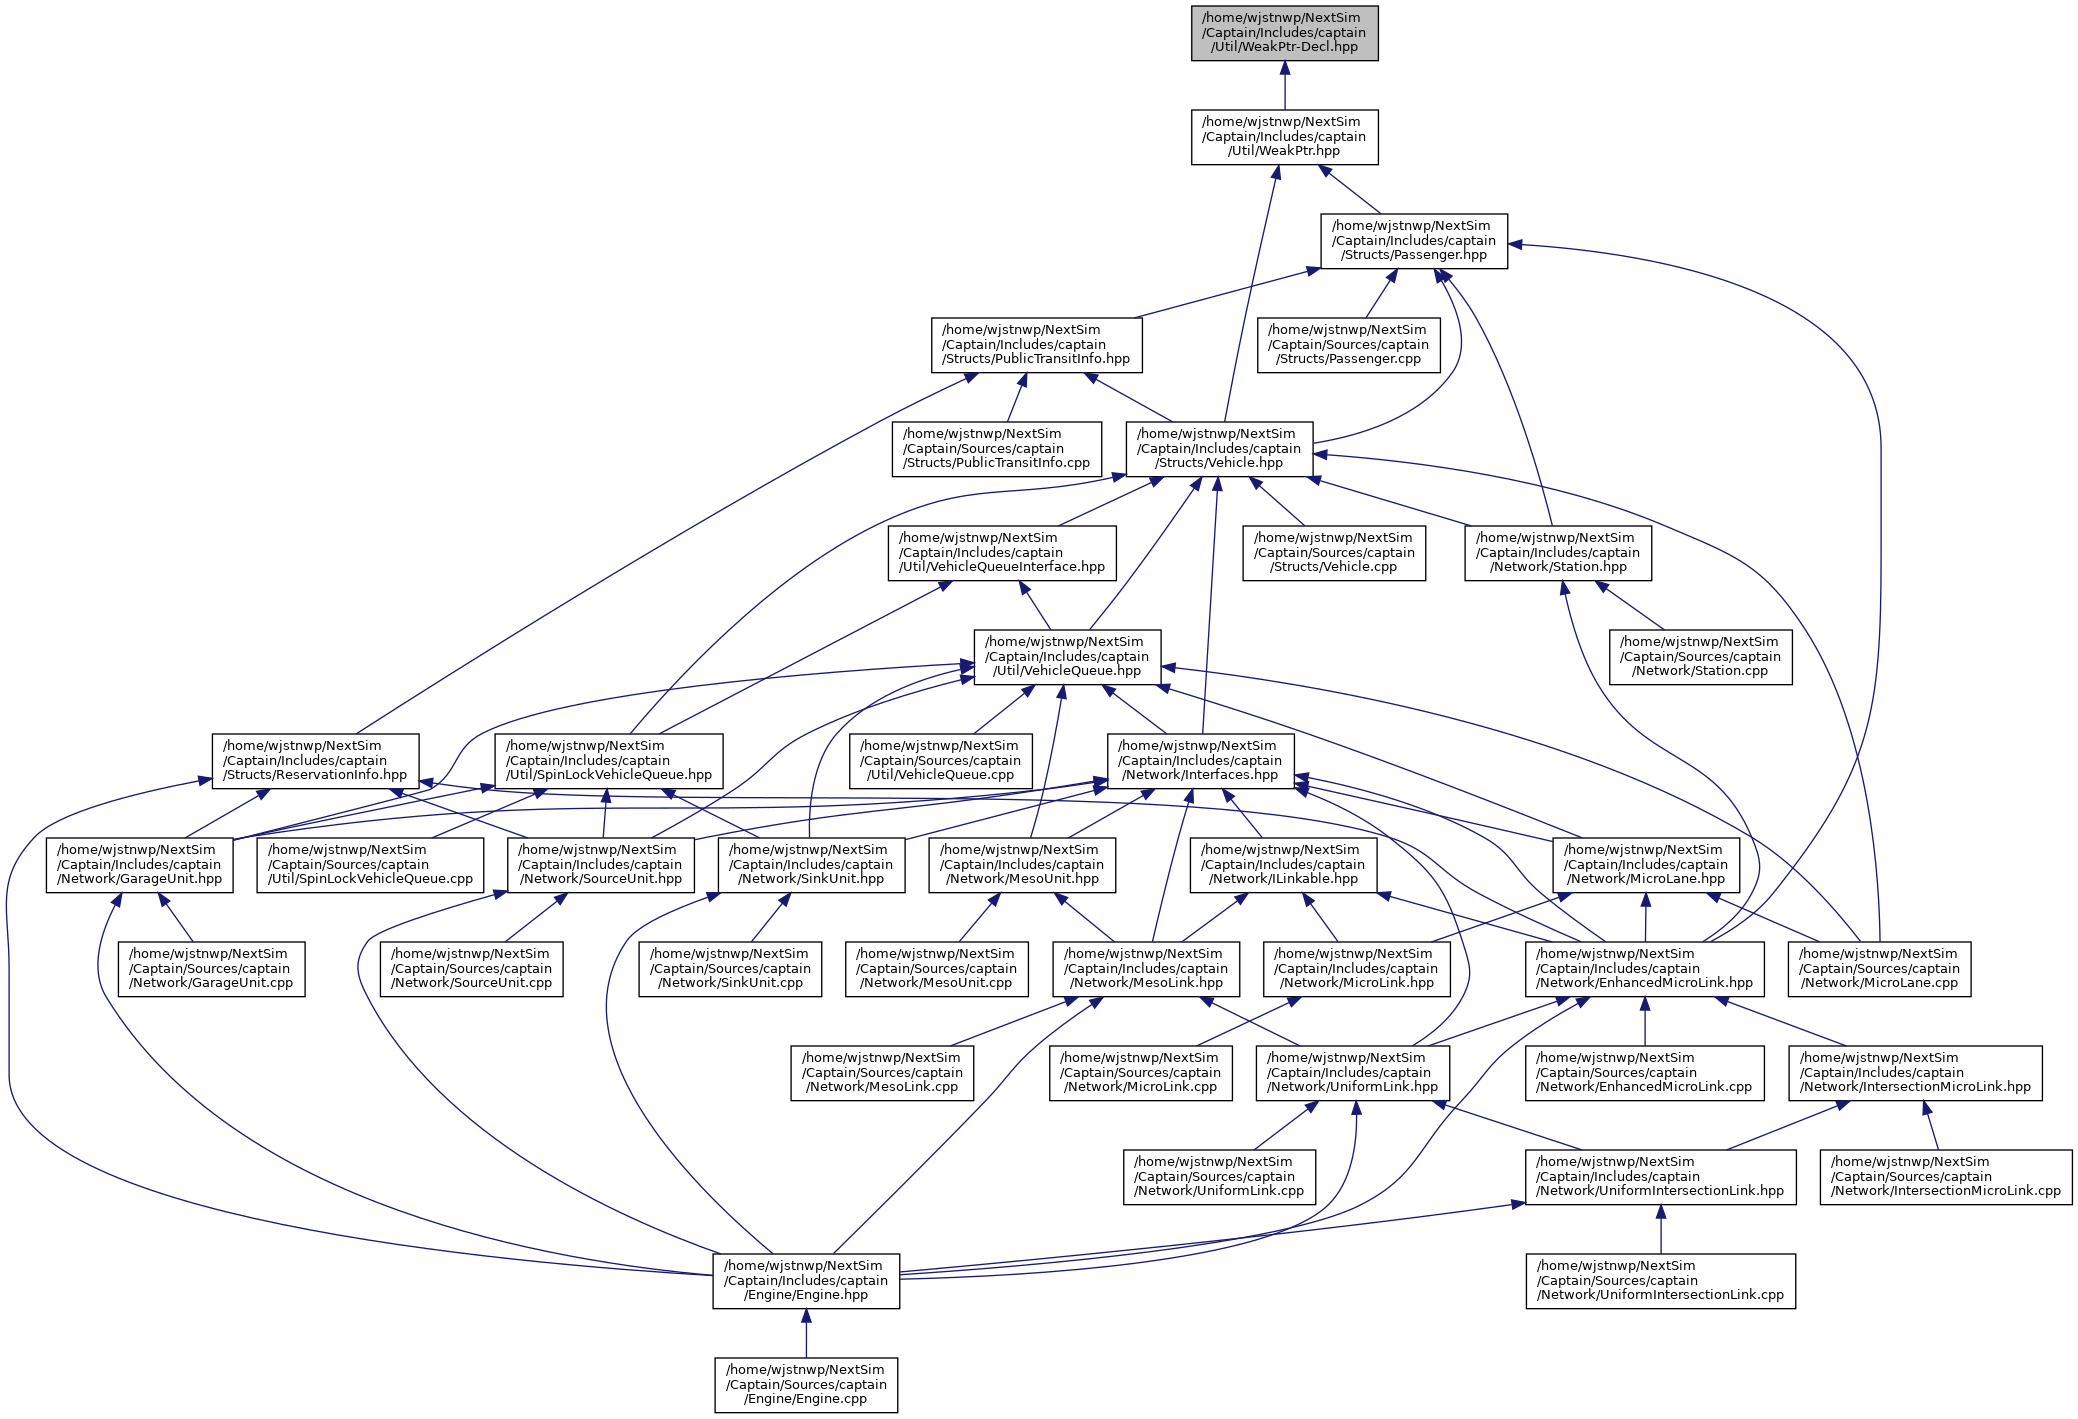 /home/wjstnwp/NextSim
/Captain/Includes/captain
/Util/WeakPtr-Decl.hpp
/home/wjstnwp/NextSim
/Captain/Includes/captain
/Util/WeakPtr.hpp
/home/wjstnwp/NextSim
/Captain/Includes/captain
/Structs/Passenger.hpp
/home/wjstnwp/NextSim
/Captain/Includes/captain
/Structs/PublicTransitInfo.hpp
/home/wjstnwp/NextSim
/Captain/Sources/captain
/Structs/Passenger.cpp
/home/wjstnwp/NextSim
/Captain/Sources/captain
/Structs/PublicTransitInfo.cpp
/home/wjstnwp/NextSim
/Captain/Includes/captain
/Structs/Vehicle.hpp
/home/wjstnwp/NextSim
/Captain/Includes/captain
/Util/VehicleQueueInterface.hpp
/home/wjstnwp/NextSim
/Captain/Sources/captain
/Structs/Vehicle.cpp
/home/wjstnwp/NextSim
/Captain/Includes/captain
/Network/Station.hpp
/home/wjstnwp/NextSim
/Captain/Includes/captain
/Util/VehicleQueue.hpp
/home/wjstnwp/NextSim
/Captain/Sources/captain
/Network/Station.cpp
/home/wjstnwp/NextSim
/Captain/Includes/captain
/Structs/ReservationInfo.hpp
/home/wjstnwp/NextSim
/Captain/Includes/captain
/Util/SpinLockVehicleQueue.hpp
/home/wjstnwp/NextSim
/Captain/Sources/captain
/Util/VehicleQueue.cpp
/home/wjstnwp/NextSim
/Captain/Includes/captain
/Network/Interfaces.hpp
/home/wjstnwp/NextSim
/Captain/Includes/captain
/Network/GarageUnit.hpp
/home/wjstnwp/NextSim
/Captain/Sources/captain
/Util/SpinLockVehicleQueue.cpp
/home/wjstnwp/NextSim
/Captain/Includes/captain
/Network/SourceUnit.hpp
/home/wjstnwp/NextSim
/Captain/Includes/captain
/Network/SinkUnit.hpp
/home/wjstnwp/NextSim
/Captain/Includes/captain
/Network/MesoUnit.hpp
/home/wjstnwp/NextSim
/Captain/Includes/captain
/Network/ILinkable.hpp
/home/wjstnwp/NextSim
/Captain/Includes/captain
/Network/MicroLane.hpp
/home/wjstnwp/NextSim
/Captain/Sources/captain
/Network/GarageUnit.cpp
/home/wjstnwp/NextSim
/Captain/Sources/captain
/Network/SourceUnit.cpp
/home/wjstnwp/NextSim
/Captain/Sources/captain
/Network/SinkUnit.cpp
/home/wjstnwp/NextSim
/Captain/Sources/captain
/Network/MesoUnit.cpp
/home/wjstnwp/NextSim
/Captain/Includes/captain
/Network/MesoLink.hpp
/home/wjstnwp/NextSim
/Captain/Includes/captain
/Network/MicroLink.hpp
/home/wjstnwp/NextSim
/Captain/Includes/captain
/Network/EnhancedMicroLink.hpp
/home/wjstnwp/NextSim
/Captain/Sources/captain
/Network/MicroLane.cpp
/home/wjstnwp/NextSim
/Captain/Sources/captain
/Network/MesoLink.cpp
/home/wjstnwp/NextSim
/Captain/Sources/captain
/Network/MicroLink.cpp
/home/wjstnwp/NextSim
/Captain/Includes/captain
/Network/UniformLink.hpp
/home/wjstnwp/NextSim
/Captain/Sources/captain
/Network/EnhancedMicroLink.cpp
/home/wjstnwp/NextSim
/Captain/Includes/captain
/Network/IntersectionMicroLink.hpp
/home/wjstnwp/NextSim
/Captain/Sources/captain
/Network/UniformLink.cpp
/home/wjstnwp/NextSim
/Captain/Includes/captain
/Network/UniformIntersectionLink.hpp
/home/wjstnwp/NextSim
/Captain/Sources/captain
/Network/IntersectionMicroLink.cpp
/home/wjstnwp/NextSim
/Captain/Includes/captain
/Engine/Engine.hpp
/home/wjstnwp/NextSim
/Captain/Sources/captain
/Network/UniformIntersectionLink.cpp
/home/wjstnwp/NextSim
/Captain/Sources/captain
/Engine/Engine.cpp